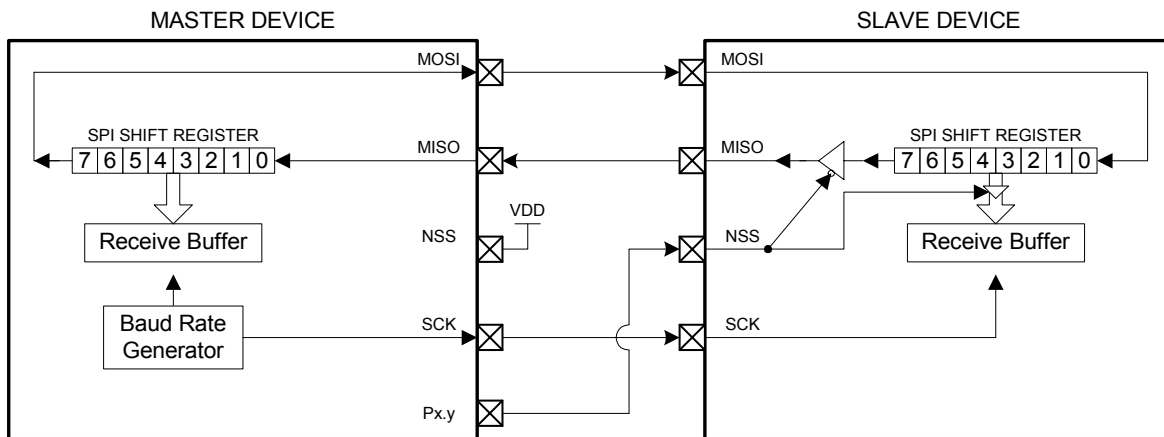 MASTER DEVICE
SLAVE DEVICE
MOSI
MOSI
SPI SHIFT REGISTER
7 6 5 4 3 2 1 0
MISO
MISO
SPI SHIFT REGISTER
7 6 5 4 3 2 1 0
Receive Buffer
NSS
VDD
NSS
Receive Buffer
Baud Rate
Generator
SCK
SCK
Px.y